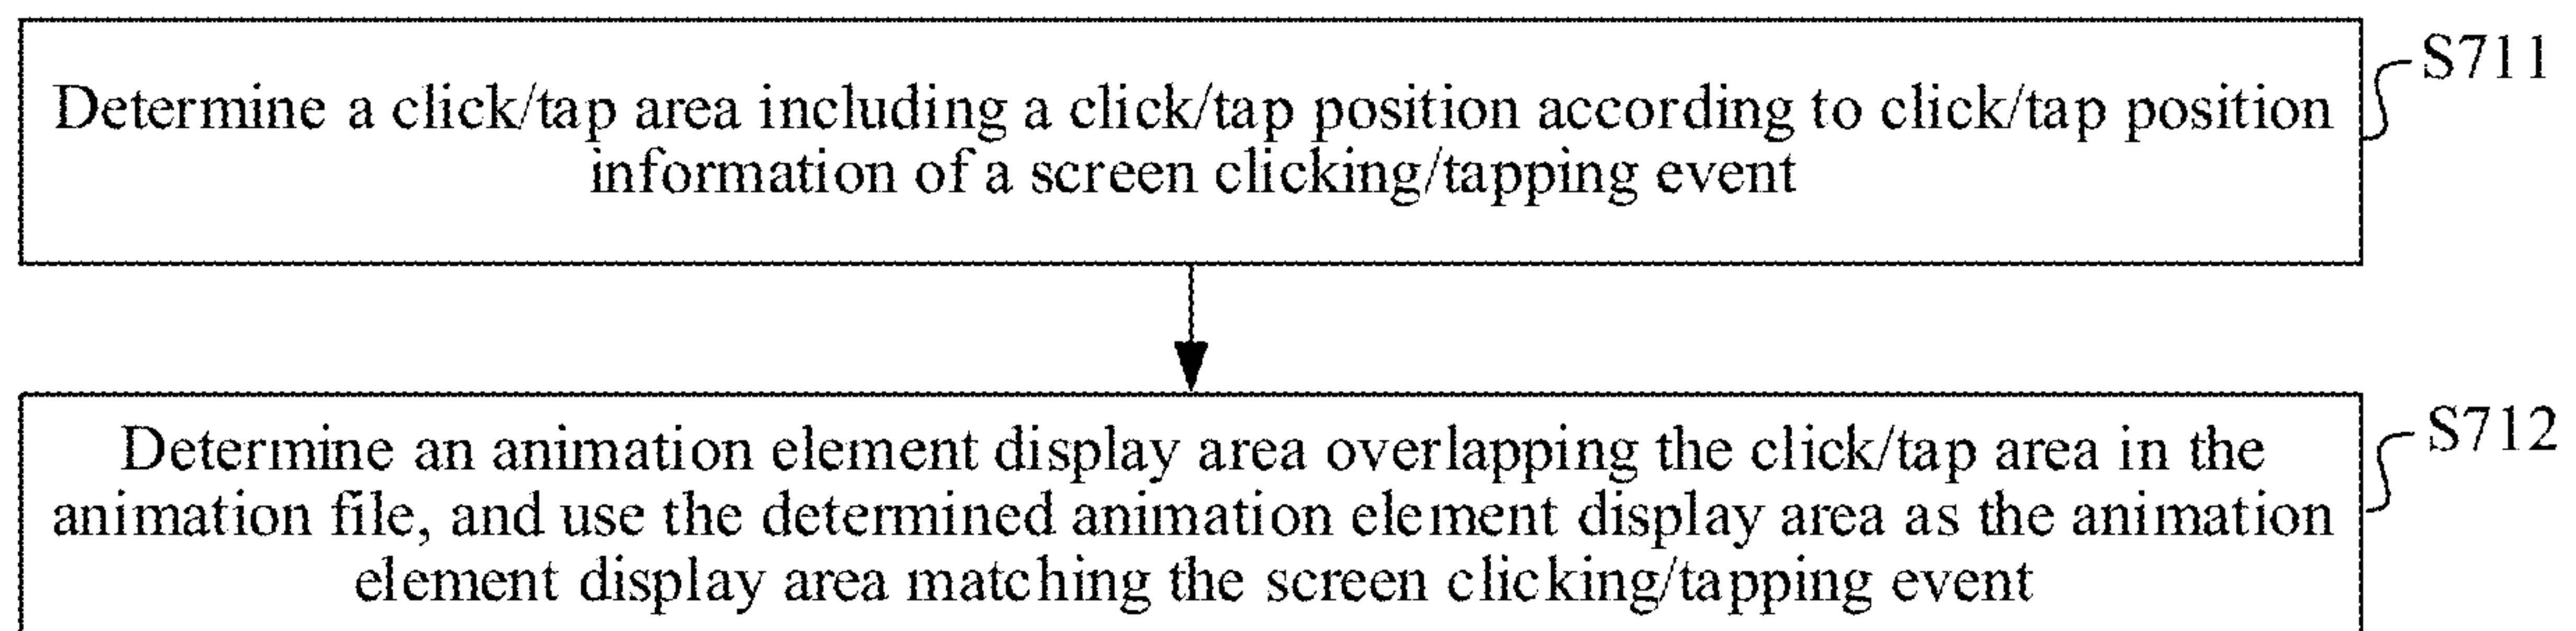 S711
Determine a click/tap area including a click/tap position according to click/tap position
information of a screen clicking/tapping event
S712
Determine an animation element display area overlapping the click/tap area in the
animation file, and use the determined animation element display area as the animation
element display area matching the screen clicking/tapping event